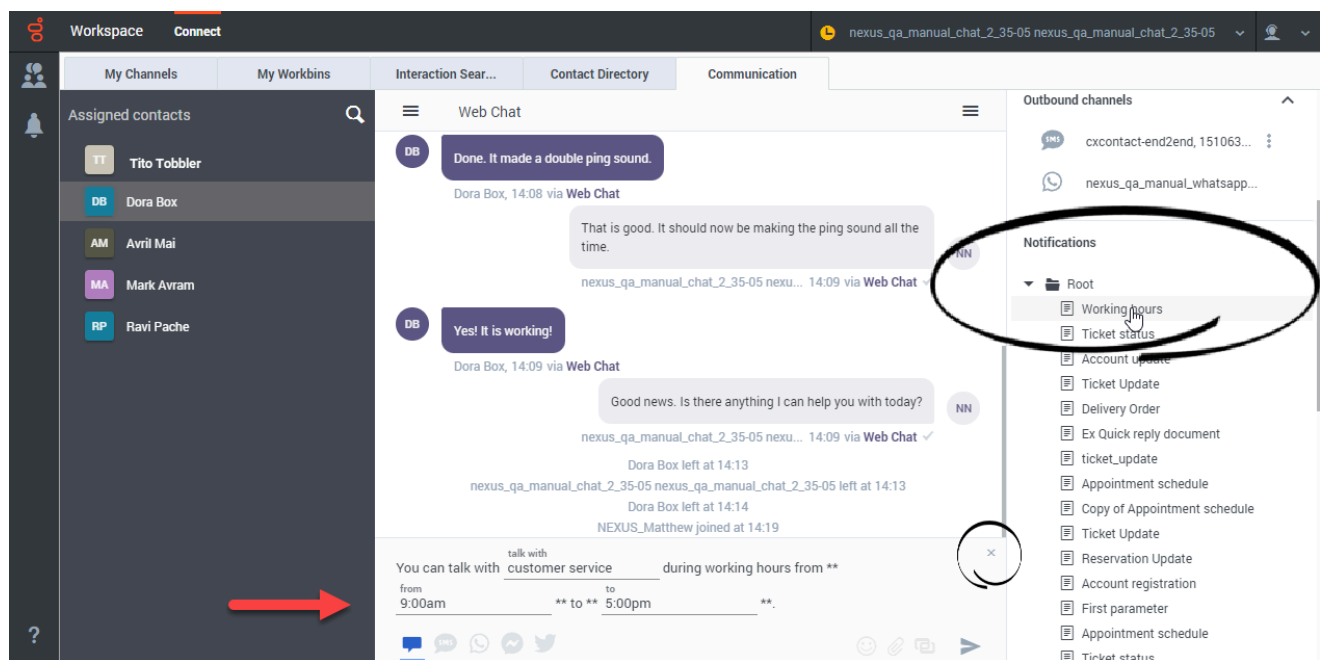 Workspace
Connect
nexus_qa_manual_chat_2_35-05 nexus_qa_manual_chat_2_35-05
My Channels
My Workbins
Interaction Sear...
Contact Directory
Communication
Assigned contacts
TT Tito Tobbler
DB Dora Box
AM Avril Mai
MA Mark Avram
RP Ravi Pache
?
Web Chat
DB
Done. It made a double ping sound.
Dora Box, 14:08 via Web Chat
That is good. It should now be making the ping sound all the
time.
NN
nexus_qa_manual_chat_2_35-05 nexu... 14:09 via Web Chat
DB
Yes! It is working!
Dora Box, 14:09 via Web Chat
Good news. Is there anything I can help you with today?
NN
nexus_qa_manual_chat_2_35-05 nexu... 14:09 via Web Chat
Dora Box left at 14:13
nexus_qa_manual_chat_2_35-05 nexus_qa_manual_chat_2_35-05 left at 14:13
Dora Box left at 14:14
NEXUS_Matthew joined at 14:19
talk with
You can talk with customer service during working hours from **
from to
9:00am ** to ** 5:00pm **.
SMS
Outbound channels
SMS cxcontact-end2end, 151063...
nexus_qa_manual_whatsapp...
Notifications
Root
Working hours
Ticket status
Account update
Ticket Update
Delivery Order
Ex Quick reply document
ticket_update
Appointment schedule
Copy of Appointment schedule
Ticket Update
Reservation Update
Account registration
First parameter
Appointment schedule
Ticket status